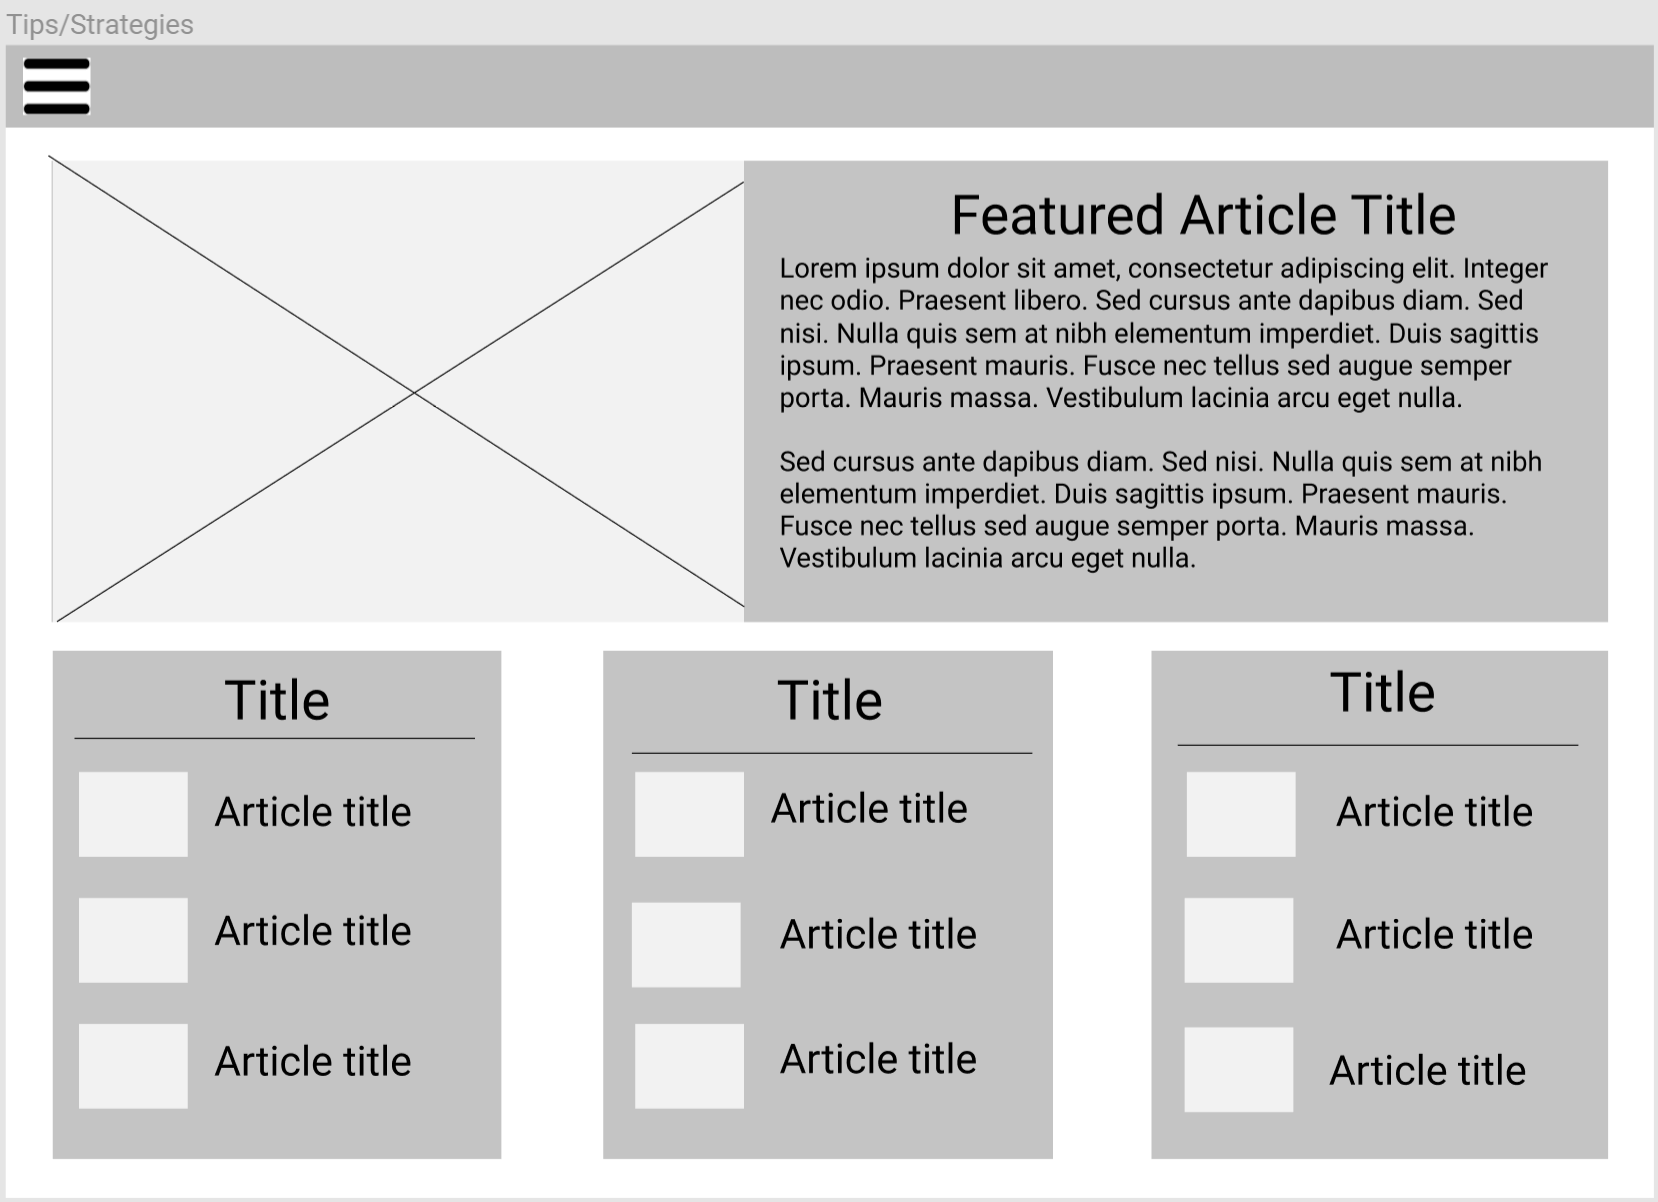 Tips/Strategies
Featured Article Title
Lorem ipsum dolor sit amet, consectetur adipiscing elit. Integer
nec odio. Praesent libero. Sed cursus ante dapibus diam. Sed
nisi. Nulla quis sem at nibh elementum imperdiet. Duis sagittis
ipsum. Praesent mauris. Fusce nec tellus sed augue semper
porta. Mauris massa. Vestibulum lacinia arcu eget nulla.
Sed cursus ante dapibus diam. Sed nisi. Nulla quis sem at nibh
elementum imperdiet. Duis sagittis ipsum. Praesent mauris.
Fusce nec tellus sed augue semper porta. Mauris massa.
Vestibulum lacinia arcu eget nulla.
Title
Article title
Article title
Article title
Title
Article title
Article title
Article title
Title
Article title
Article title
Article title